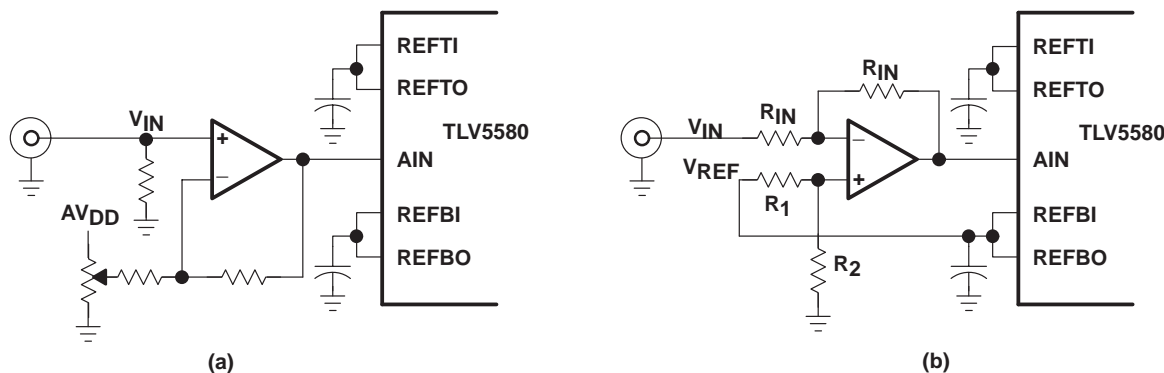 REFTI
REFTO
TLV5580
VIN
+
−
AIN
AVDD
REFBI
REFBO
(a)
REFTI
RIN
REFTO
TLV5580
VIN
RIN
−
AIN
VREF
+
R1
REFBI
REFBO
R2
(b)